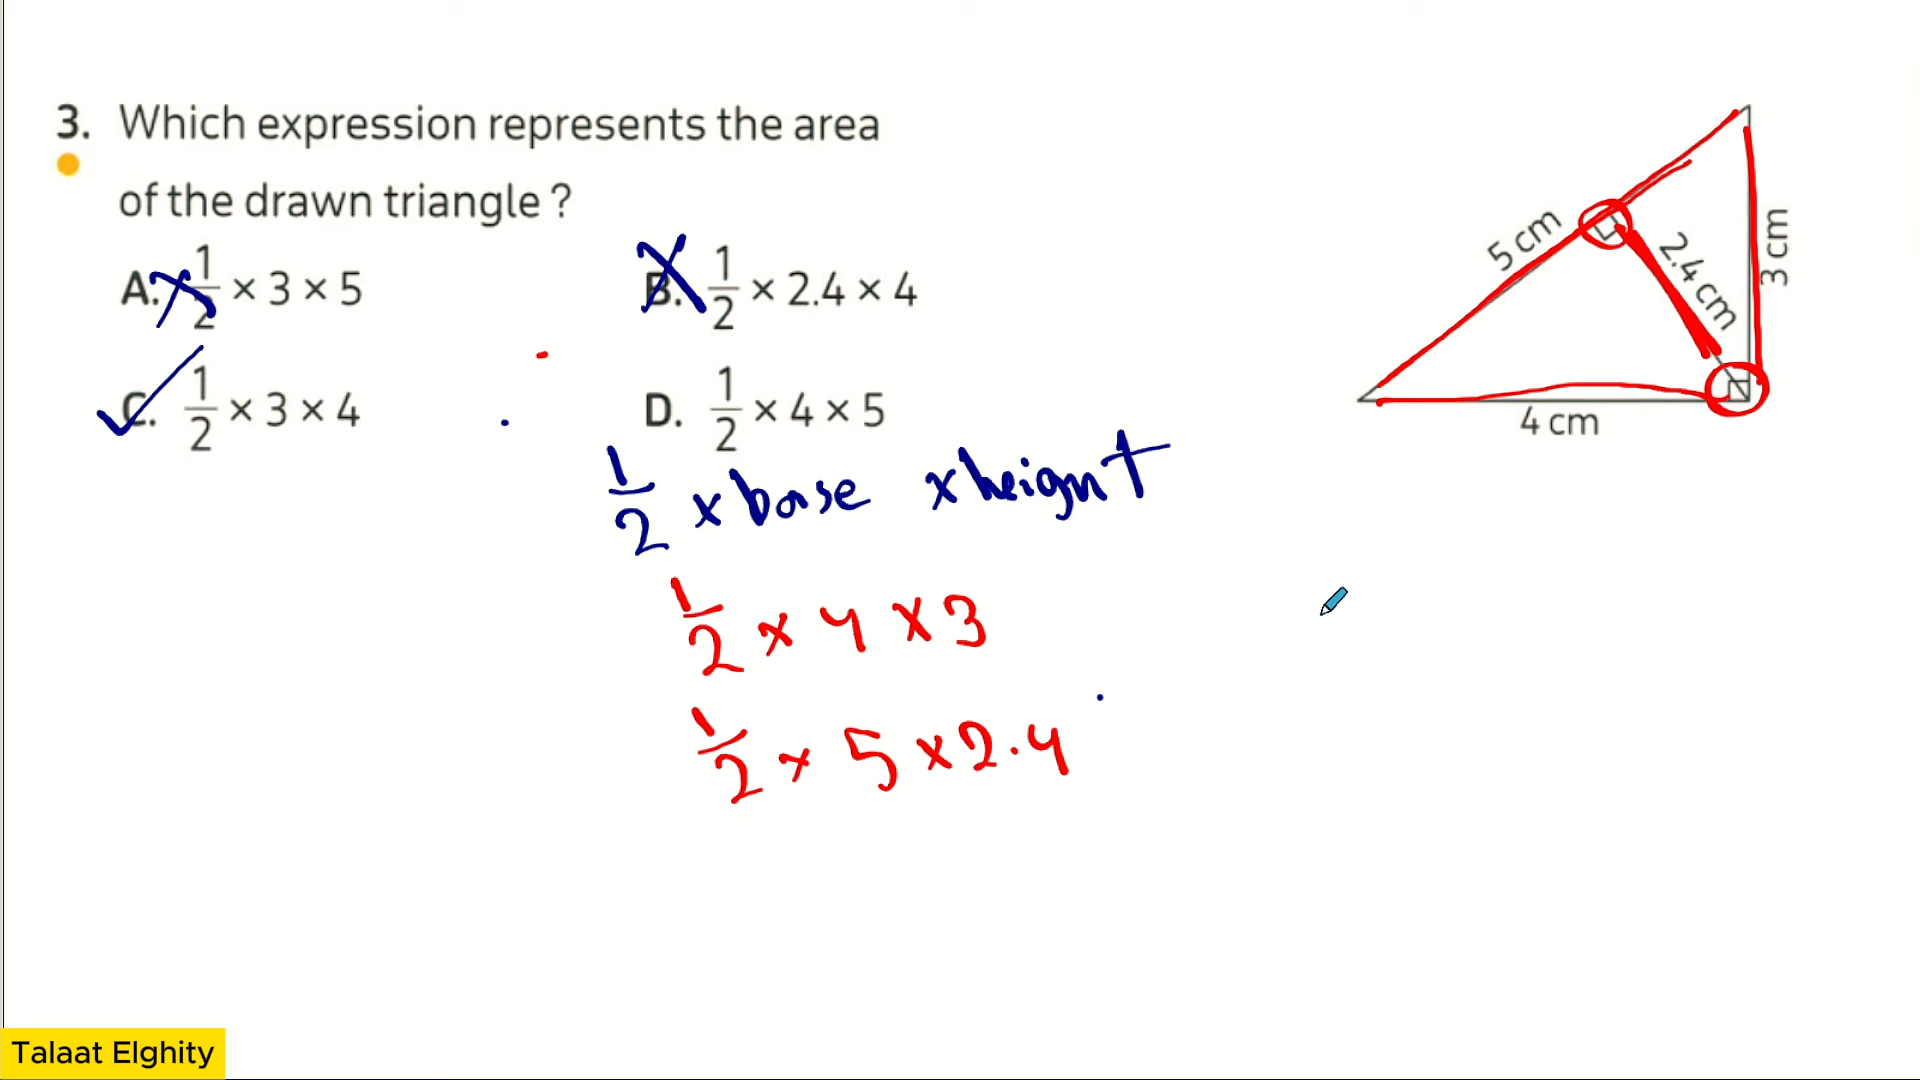 3. Which expression represents the area
of the drawn triangle ?
A. 1/2 × 3 × 5
B. 1/2 × 2.4 × 4
C. 1/2 × 3 × 4
D. 1/2 × 4 × 5
5 cm
2.4 cm
3 cm
4 cm
1/2 × base × height
1/2 × 4 × 3
1/2 × 5 × 2.4
Talaat Elghity